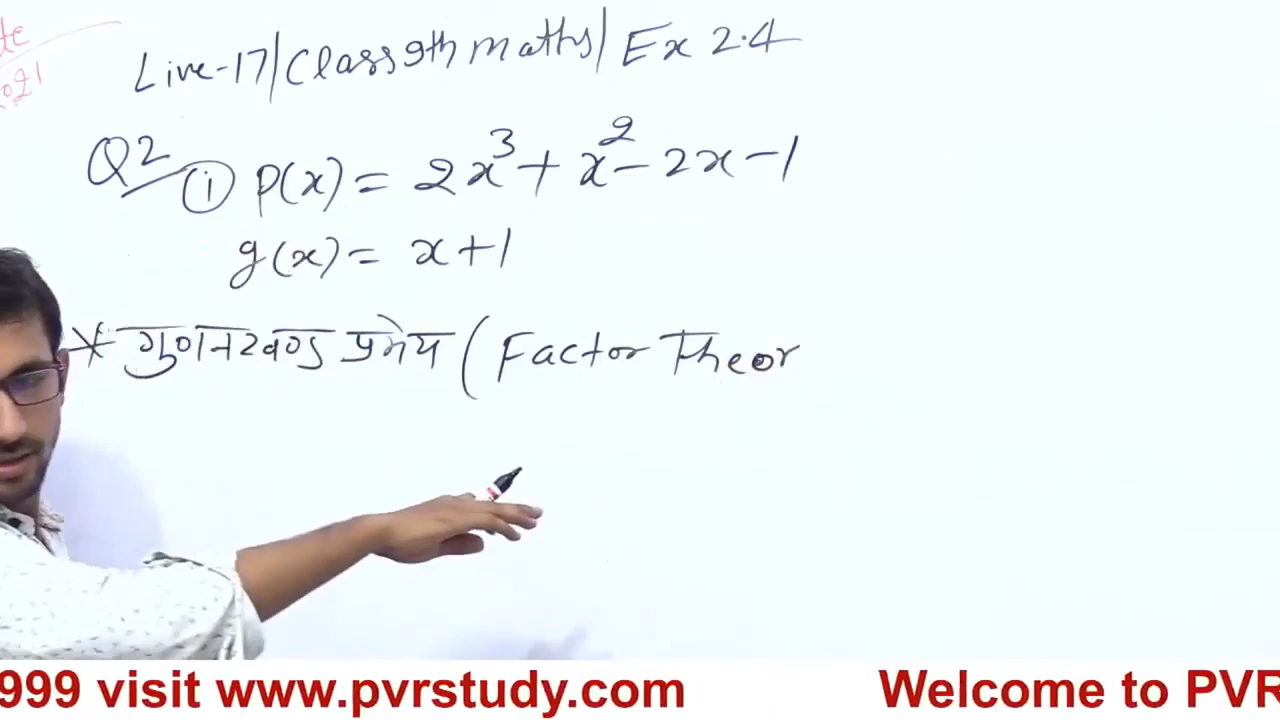 Live-17/Class 9th maths/ Ex 2.4
Q2 (i) p(x) = 2x³ + x² - 2x - 1
g(x) = x + 1
* गुणनखण्ड प्रमेय ( Factor Theor
999 visit www.pvrstudy.com Welcome to PVR